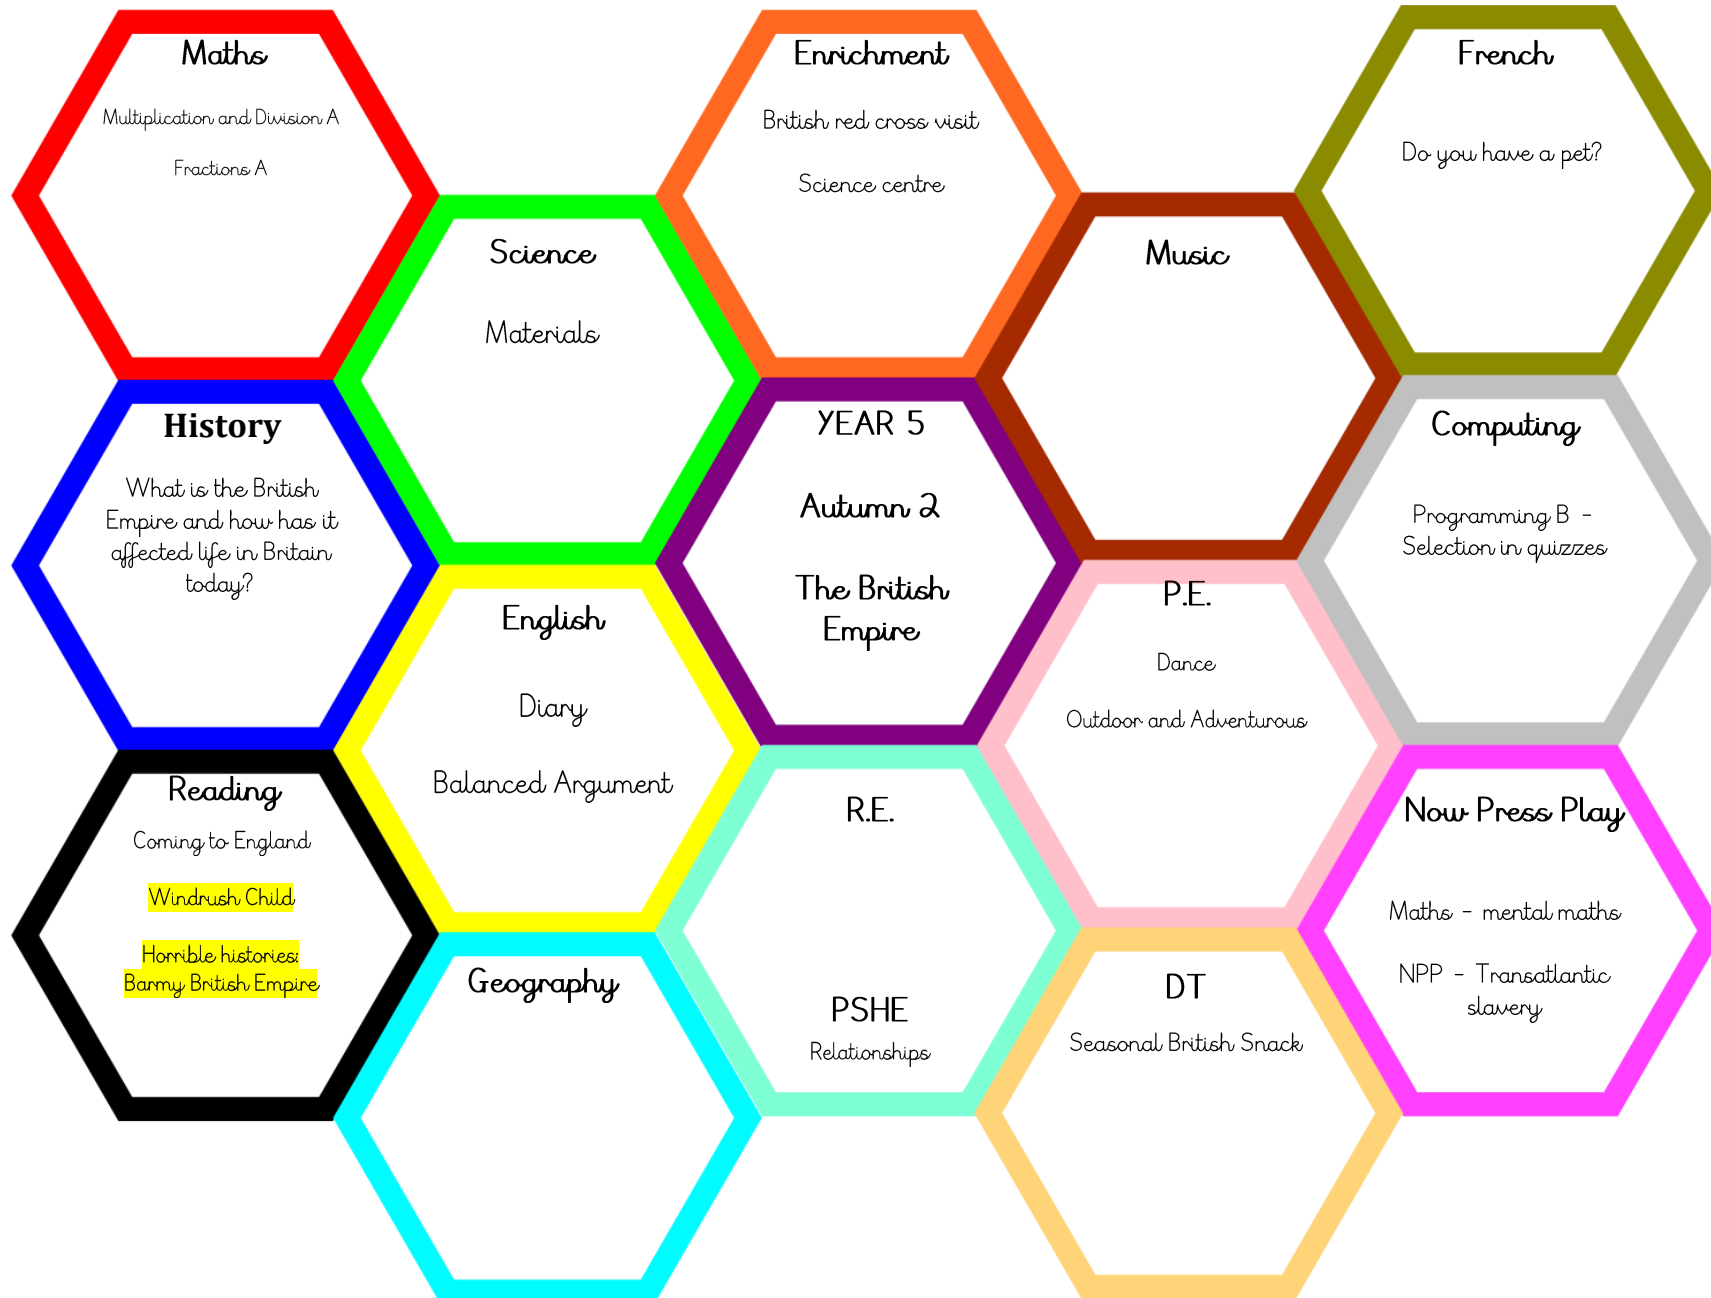 Maths
Multiplication and Division A
Fractions A
Enrichment
British red cross visit
Science centre
French
Do you have a pet?
Science
Materials
Music
History
What is the British
Empire and how has it
affected life in Britain
today?
YEAR 5
Autumn 2
The British
Empire
Computing
Programming B -
Selection in quizzes
English
Diary
Balanced Argument
P.E.
Dance
Outdoor and Adventurous
Reading
Coming to England
Windrush Child
Horrible histories:
Barmy British Empire
R.E.
PSHE
Relationships
Now Press Play
Maths - mental maths
NPP - Transatlantic
slavery
Geography
DT
Seasonal British Snack